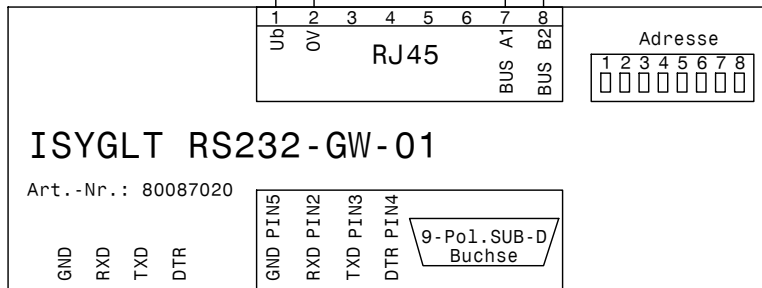 1 2 3 4 5 6 7 8
Ub 0V BUS A1 BUS B2
RJ45
Adresse
1 2 3 4 5 6 7 8
ISYGLT RS232-GW-01
Art.-Nr.: 80087020
GND RXD TXD DTR
GND PIN5 RXD PIN2 TXD PIN3 DTR PIN4
9-Pol.SUB-D
Buchse